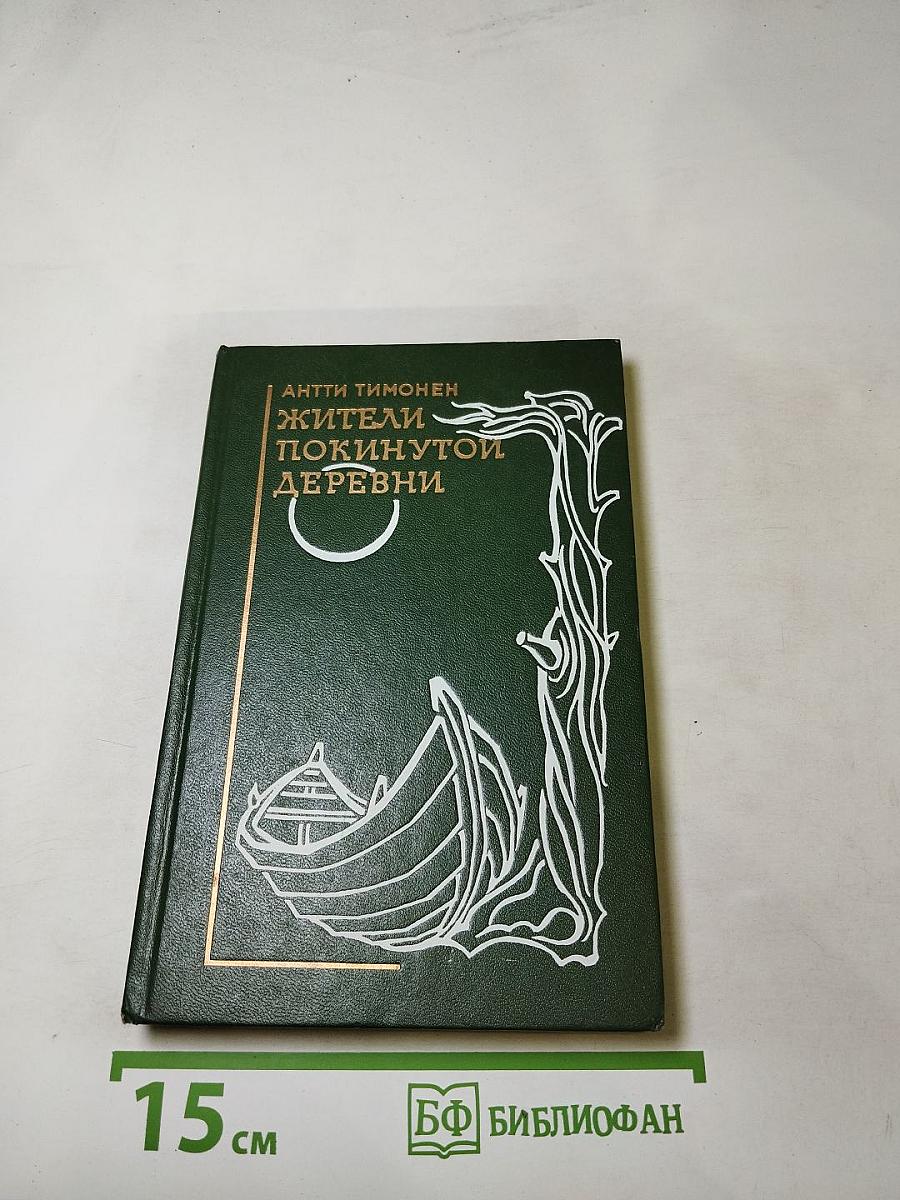 АНТТИ ТИМОНЕН
ЖИТЕЛИ
ПОКИНУТОЙ
ДЕРЕВНИ
15 см
БФ БИБЛИОФАН